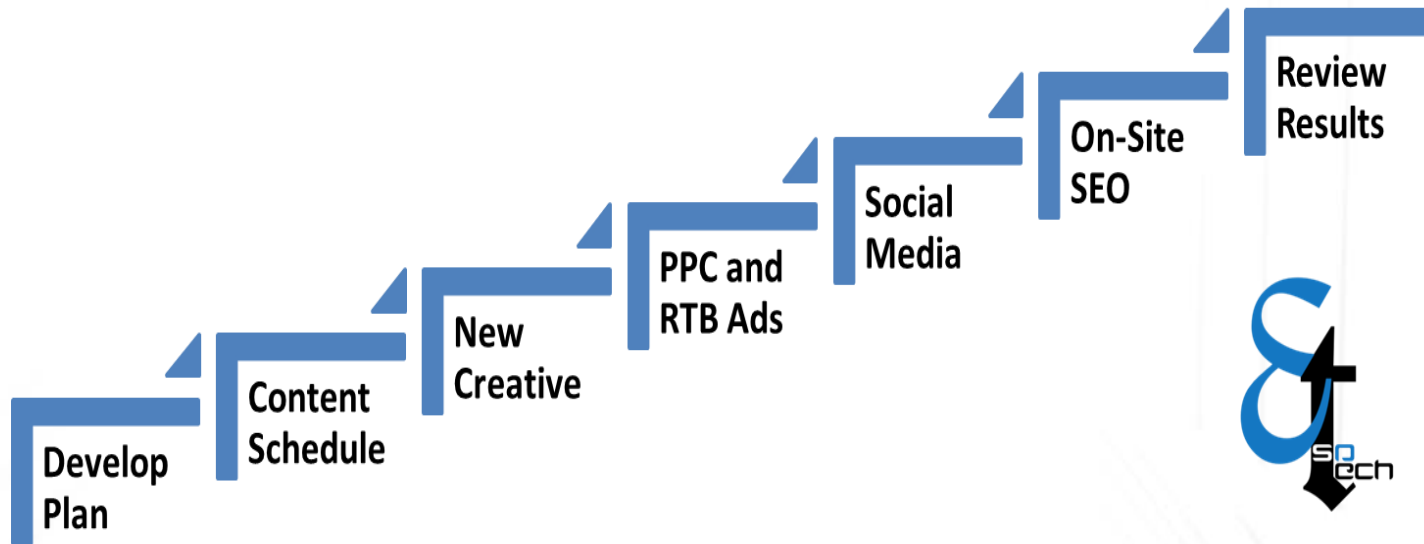 Develop
Plan
Content
Schedule
New
Creative
PPC and
RTB Ads
Social
Media
On-Site
SEO
Review
Results